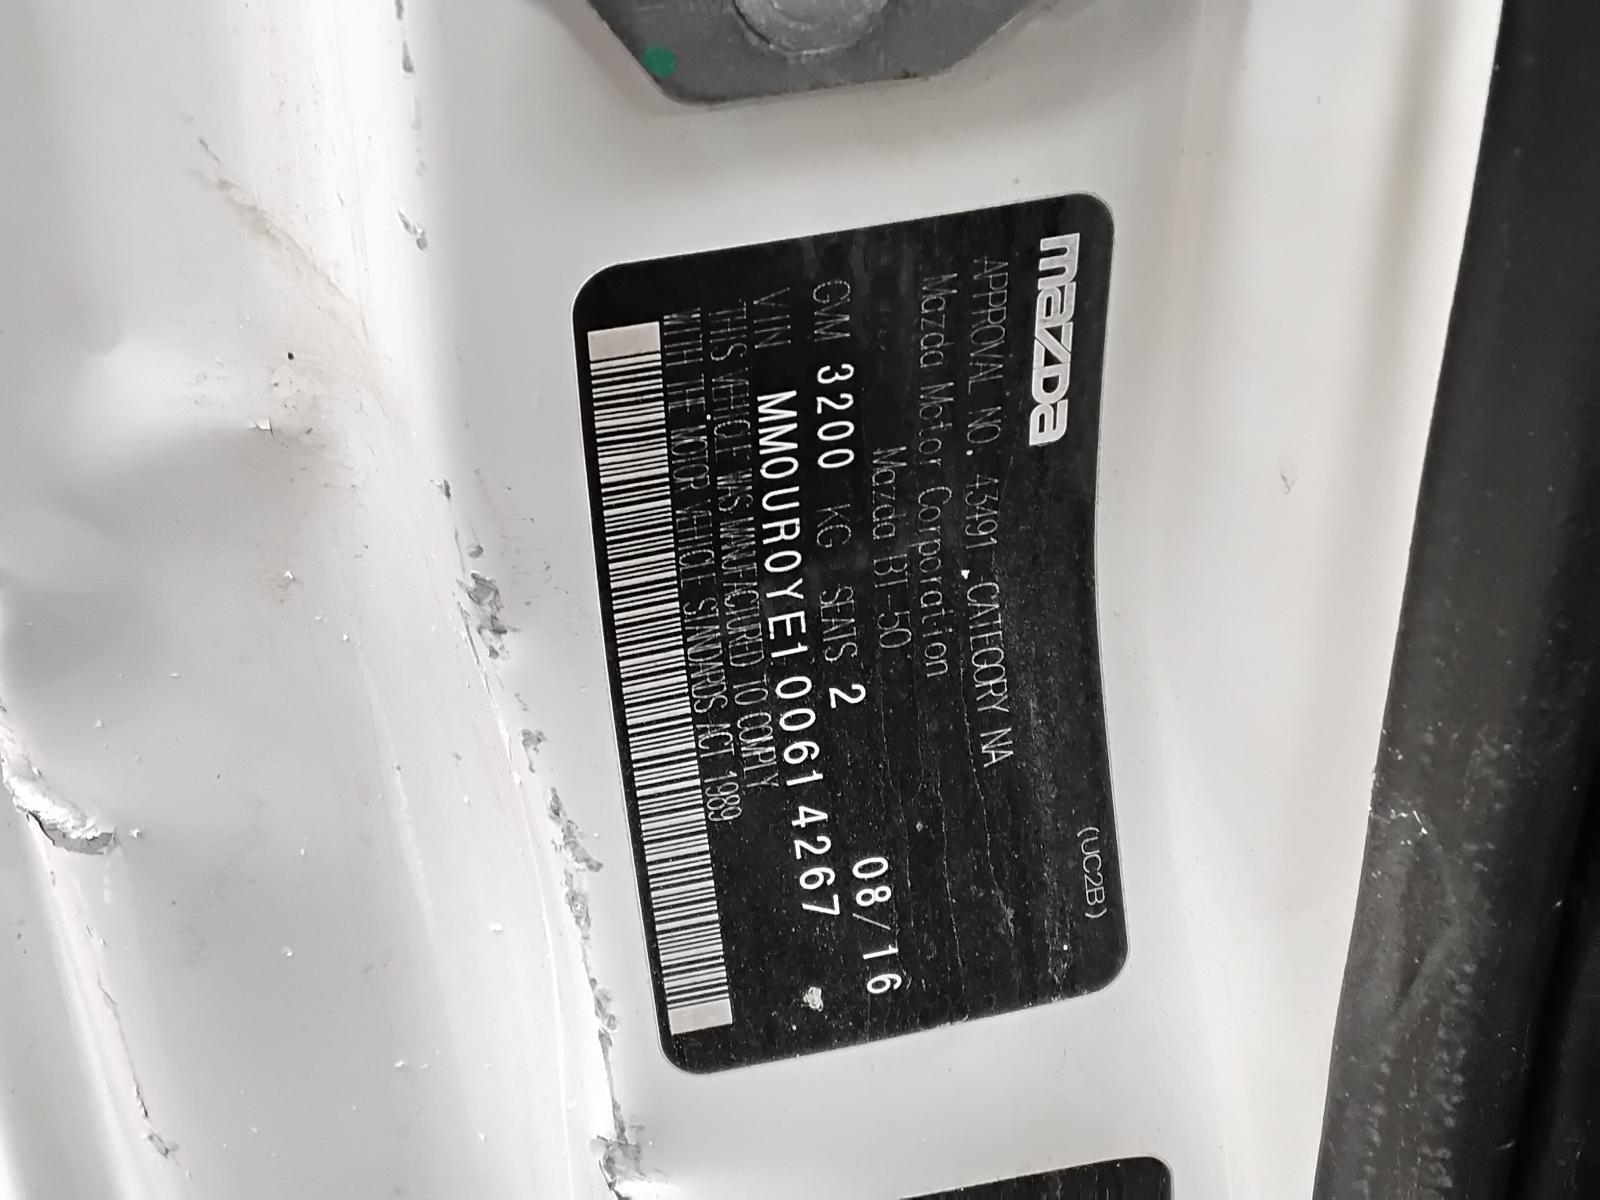 mazda (UC2B)
APPROVAL NO. 43491 .CATEGORY NA
Mazda Motor Corporation
Mazda BT-50
GVM 3200 KG SEATS 2 08/16
VIN MM0UR0YE100614267
THIS VEHICLE WAS MANUFACTURED TO COMPLY
WITH THE MOTOR VEHICLE STANDARDS ACT 1989